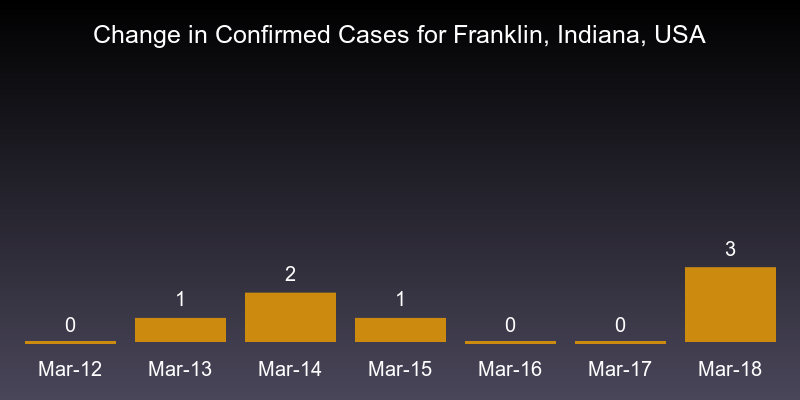 Change in Confirmed Cases for Franklin, Indiana, USA
3
2
1 1
0 0 0
Mar-12 Mar-13 Mar-14 Mar-15 Mar-16 Mar-17 Mar-18